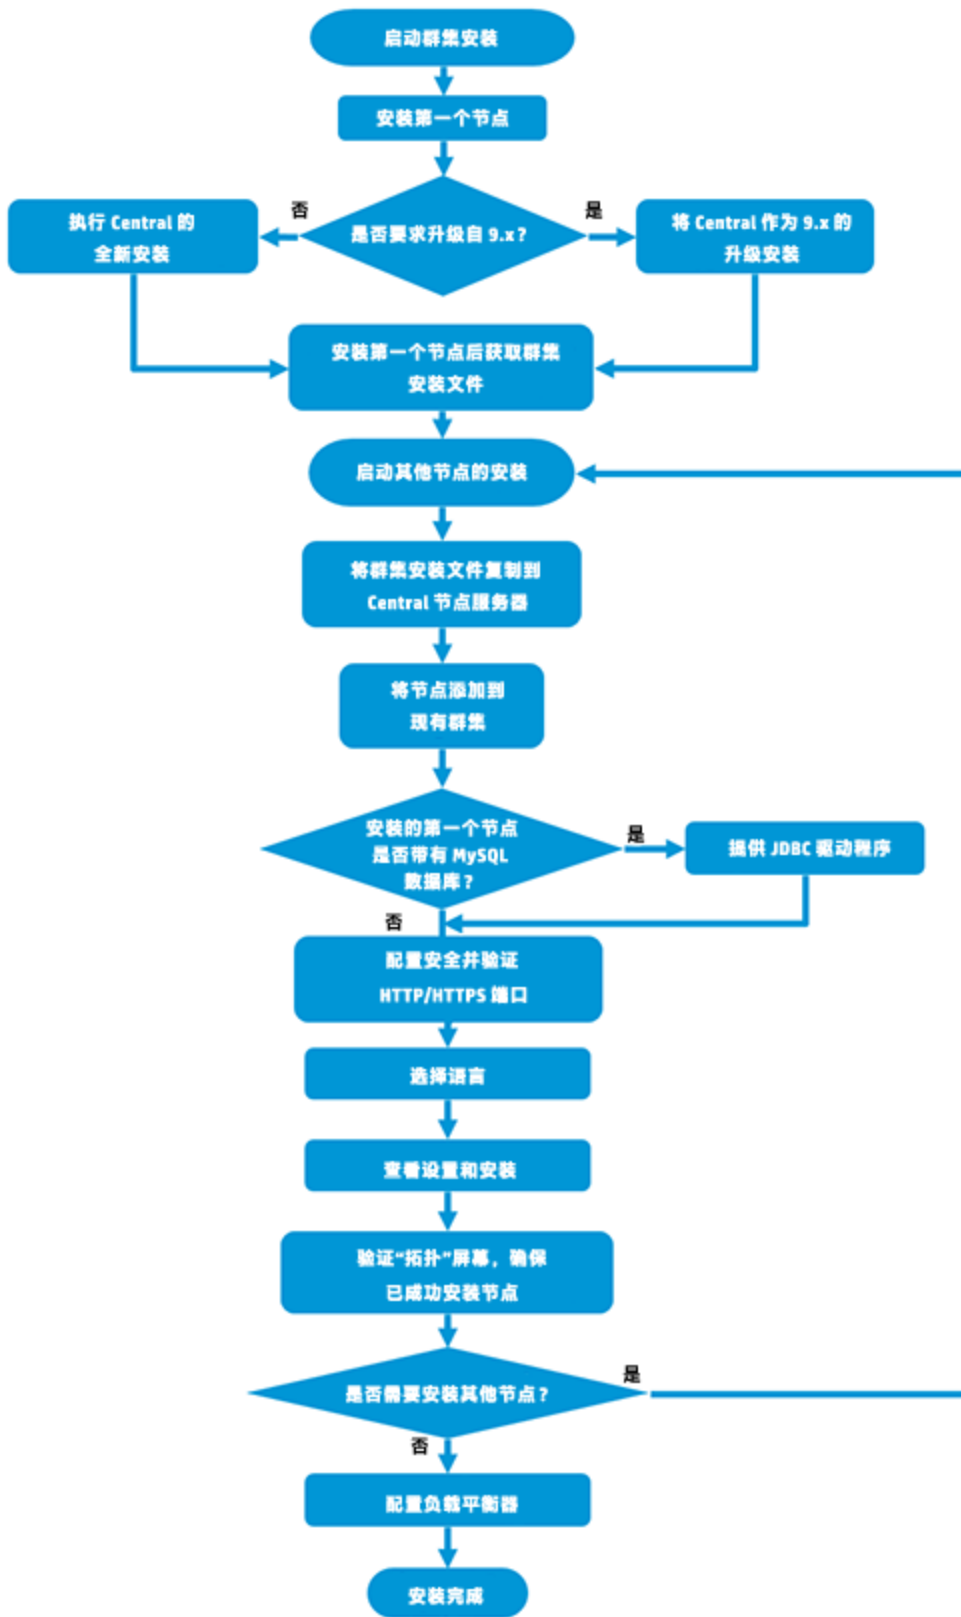 启动群集安装
安装第一个节点
否
是
执行 Central 的
全新安装
是否要求升级自 9.x？
将 Central 作为 9.x 的
升级安装
安装第一个节点后获取群集
安装文件
启动其他节点的安装
将群集安装文件复制到
Central 节点服务器
将节点添加到
现有群集
安装的第一个节点
是否带有 MySQL
数据库？
是
提供 JDBC 驱动程序
否
配置安全并验证
HTTP/HTTPS 端口
选择语言
查看设置和安装
验证“拓扑”屏幕，确保
已成功安装节点
是否需要安装其他节点？
是
否
配置负载平衡器
安装完成